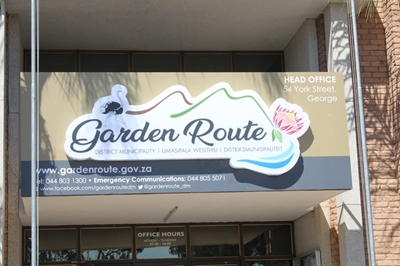 HEAD OFFICE
54 York Street,
George
Garden Route
DISTRICT MUNICIPALITY | UMASIPALA WESITHILI | DISTRIKSMUNISIPALITEIT
www.gardenroute.gov.za
Tel: 044 803 1300 • Emergency Communications: 044 805 5071
www.facebook.com/gardenroutedm @gardenroute_dm
OFFICE HOURS